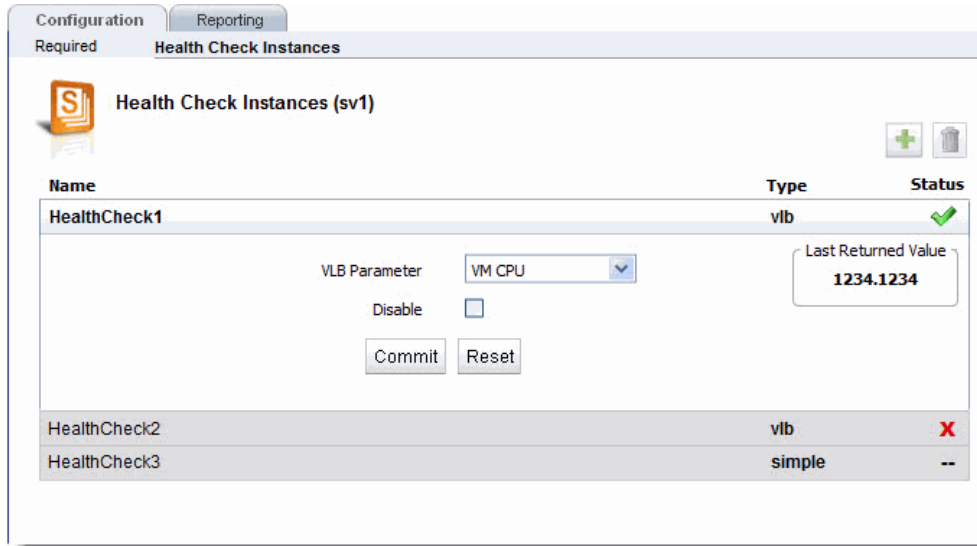 Configuration Reporting
Required Health Check Instances
S
Health Check Instances (sv1)
Name Type Status
HealthCheck1 vlb
VLB Parameter VM CPU
Last Returned Value
1234.1234
Disable
Commit Reset
HealthCheck2 vlb X
HealthCheck3 simple --